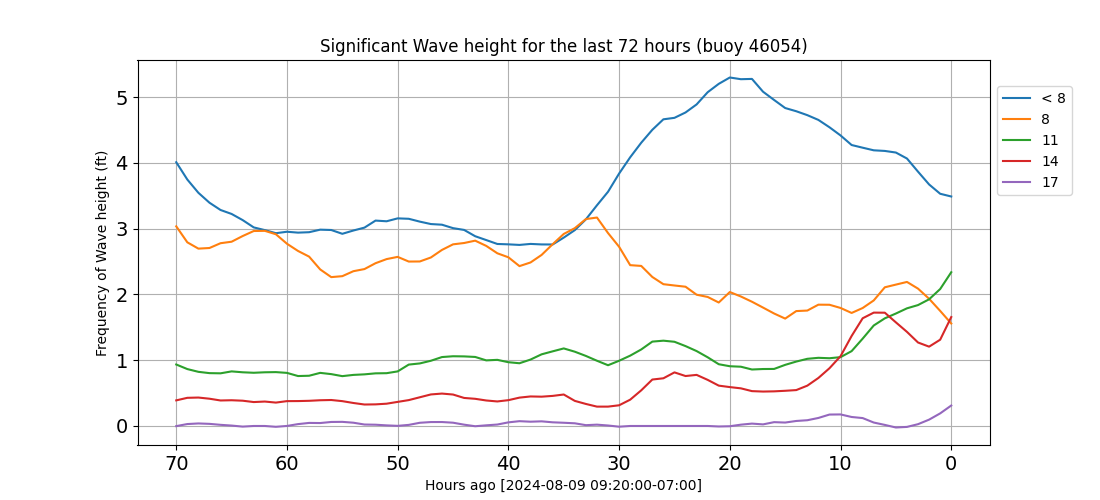 Significant Wave height for the last 72 hours (buoy 46054)
Frequency of Wave height (ft)
5
4
3
2
1
0
70 60 50 40 30 20 10 0
Hours ago [2024-08-09 09:20:00-07:00]
< 8
8
11
14
17